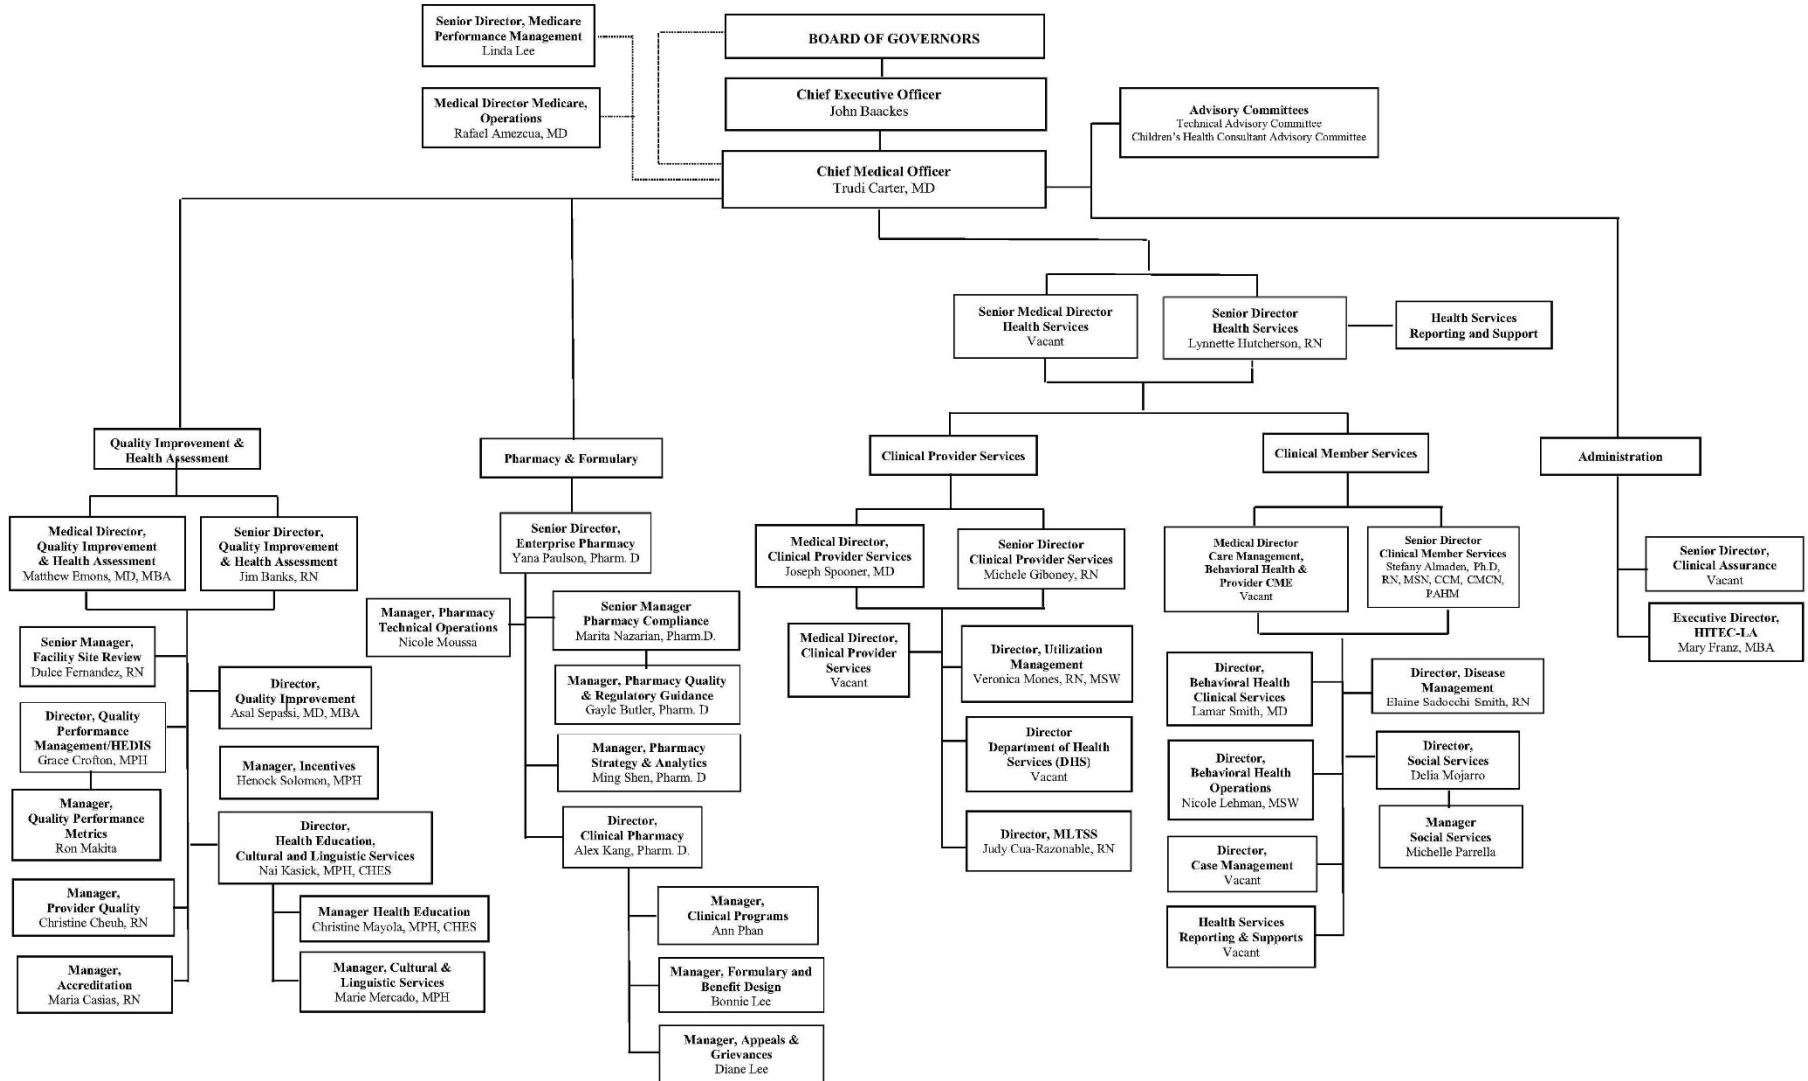 Senior Director, Medicare
Performance Management
Linda Lee
BOARD OF GOVERNORS
Chief Executive Officer
John Baackes
Medical Director Medicare,
Operations
Rafael Amezcua, MD
Advisory Committees
Technical Advisory Committee
Children's Health Consultant Advisory Committee
Chief Medical Officer
Trudi Carter, MD
Senior Medical Director
Health Services
Vacant
Senior Director
Health Services
Lynnette Hutcherson, RN
Health Services
Reporting and Support
Quality Improvement &
Health Assessment
Pharmacy & Formulary
Clinical Provider Services
Clinical Member Services
Administration
Medical Director,
Quality Improvement
& Health Assessment
Matthew Emons, MD, MBA
Senior Director,
Quality Improvement
& Health Assessment
Jim Banks, RN
Senior Manager,
Facility Site Review
Dulce Fernandez, RN
Director,
Quality Improvement
Asal Sepassi, MD, MBA
Director, Quality
Performance
Management/HEDIS
Grace Crofton, MPH
Manager, Incentives
Henock Solomon, MPH
Manager,
Quality Performance
Metrics
Ron Makita
Director,
Health Education,
Cultural and Linguistic Services
Nai Kasick, MPH, CHES
Manager,
Provider Quality
Christine Cheuh, RN
Manager Health Education
Christine Mayola, MPH, CHES
Manager,
Accreditation
Maria Casias, RN
Manager, Cultural &
Linguistic Services
Marie Mercado, MPH
Senior Director,
Enterprise Pharmacy
Yana Paulson, Pharm. D
Manager, Pharmacy
Technical Operations
Nicole Moussa
Senior Manager
Pharmacy Compliance
Marita Nazarian, Pharm.D.
Manager, Pharmacy Quality
& Regulatory Guidance
Gayle Butler, Pharm. D
Manager, Pharmacy
Strategy & Analytics
Ming Shen, Pharm. D
Director,
Clinical Pharmacy
Alex Kang, Pharm. D.
Manager,
Clinical Programs
Ann Phan
Manager, Formulary and
Benefit Design
Bonnie Lee
Manager, Appeals &
Grievances
Diane Lee
Medical Director,
Clinical Provider Services
Joseph Spooner, MD
Senior Director
Clinical Provider Services
Michele Giboney, RN
Medical Director,
Clinical Provider
Services
Vacant
Director, Utilization
Management
Veronica Mones, RN, MSW
Director
Department of Health
Services (DHS)
Vacant
Director, MLTSS
Judy Cua-Razonable, RN
Medical Director
Care Management,
Behavioral Health &
Provider CME
Vacant
Senior Director
Clinical Member Services
Stefany Almaden, Ph.D,
RN, MSN, CCM, CMCN,
PAHM
Director,
Behavioral Health
Clinical Services
Lamar Smith, MD
Director, Disease
Management
Elaine Sadocchi Smith, RN
Director,
Behavioral Health
Operations
Nicole Lehman, MSW
Director,
Social Services
Delia Mojarro
Manager
Social Services
Michelle Parrella
Director,
Case Management
Vacant
Health Services
Reporting & Supports
Vacant
Senior Director,
Clinical Assurance
Vacant
Executive Director,
HITEC-LA
Mary Franz, MBA